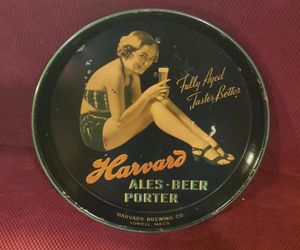 Fully Aged
Tastes Better
Harvard
ALES · BEER
PORTER
HARVARD BREWING CO.
LOWELL, MASS.